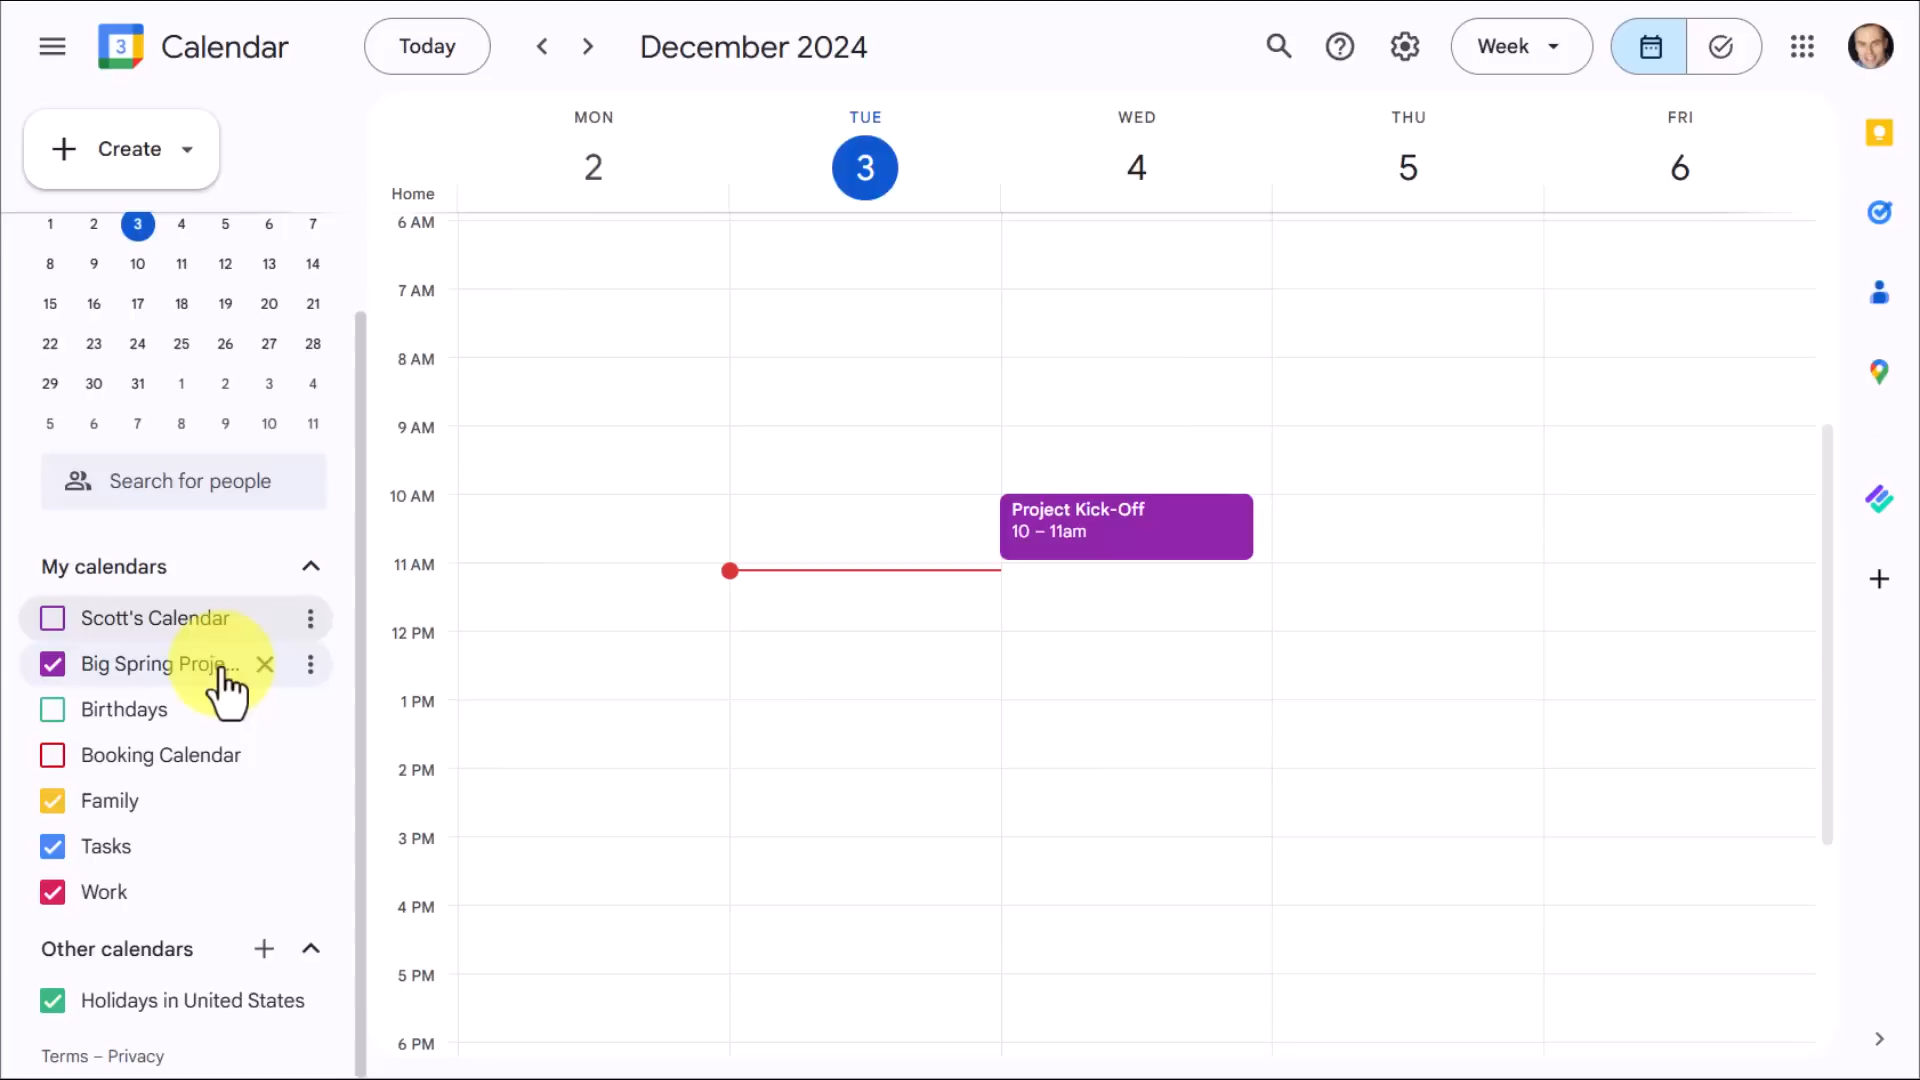 3
Calendar
Today
December 2024
Week
Create
MON
TUE
WED
THU
FRI
2
3
4
5
6
Home
1 2 3 4 5 6 7
8 9 10 11 12 13 14
15 16 17 18 19 20 21
22 23 24 25 26 27 28
29 30 31 1 2 3 4
5 6 7 8 9 10 11
Search for people
My calendars
Scott's Calendar
Big Spring Proje...
Birthdays
Booking Calendar
Family
Tasks
Work
Other calendars
Holidays in United States
Terms – Privacy
6 AM
7 AM
8 AM
9 AM
10 AM
11 AM
12 PM
1 PM
2 PM
3 PM
4 PM
5 PM
6 PM
Project Kick-Off
10 – 11am